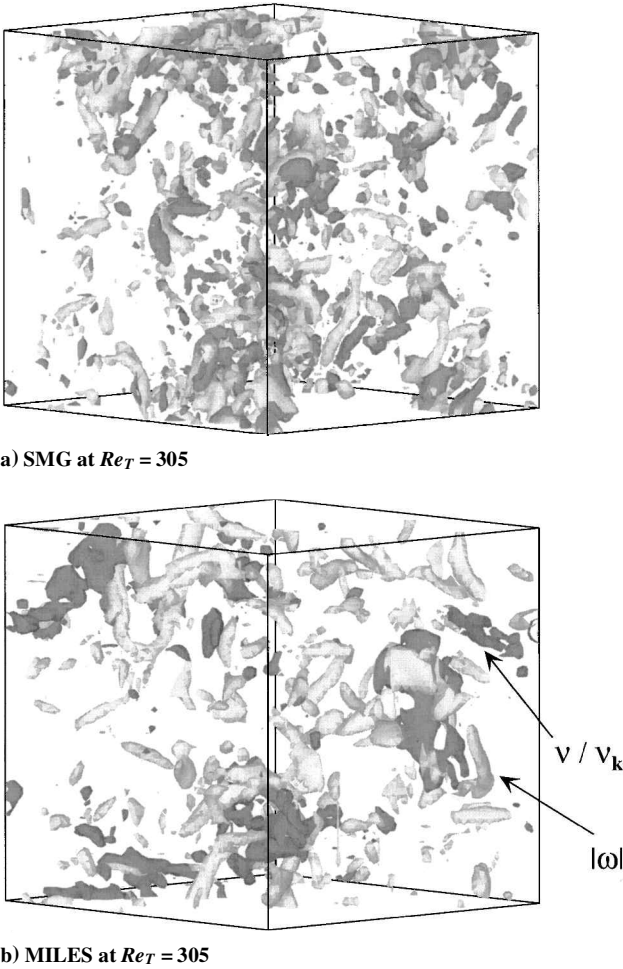 a) SMG at Re_T = 305
ν / ν_k
|ω|
b) MILES at Re_T = 305